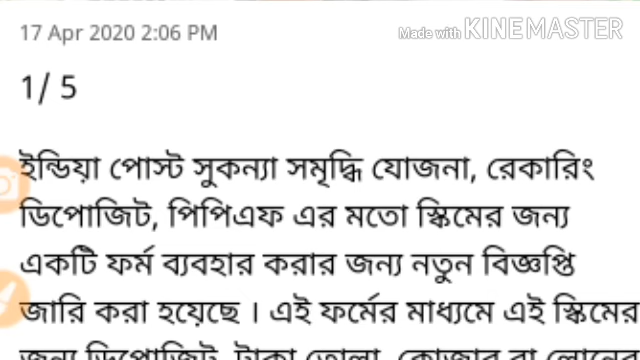 17 Apr 2020 2:06 PM
Made with KINEMASTER
1/ 5
ইন্ডিয়া পোস্ট সুকন্যা সমৃদ্ধি যোজনা, রেকারিং
ডিপোজিট, পিপিএফ এর মতো স্কিমের জন্য
একটি ফর্ম ব্যবহার করার জন্য নতুন বিজ্ঞপ্তি
জারি করা হয়েছে । এই ফর্মের মাধ্যমে এই স্কিমের
জন্য ডিপোজিট, টাকা তোলা, ক্লোজার বা লোনের